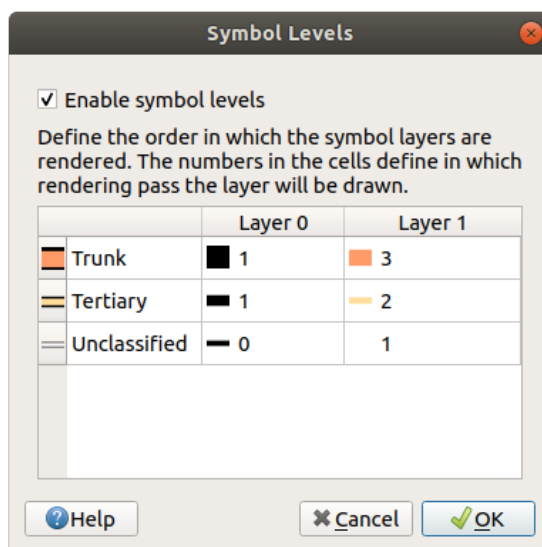 Symbol Levels
Enable symbol levels
Define the order in which the symbol layers are
rendered. The numbers in the cells define in which
rendering pass the layer will be drawn.
Layer 0 Layer 1
Trunk 1 3
Tertiary 1 2
Unclassified 0 1
Help Cancel OK